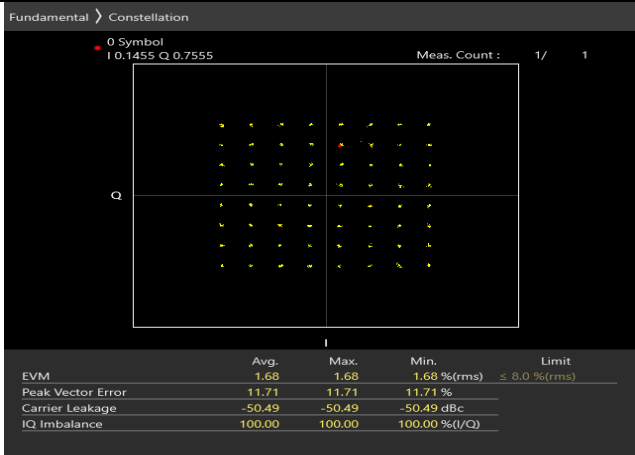 Fundamental 〉 Constellation
0 Symbol
I 0.1455 Q 0.7555 Meas. Count : 1/ 1
Q
I
Avg. Max. Min. Limit
EVM 1.68 1.68 1.68 %(rms) ≤ 8.0 %(rms)
Peak Vector Error 11.71 11.71 11.71 %
Carrier Leakage -50.49 -50.49 -50.49 dBc
IQ Imbalance 100.00 100.00 100.00 %(I/Q)